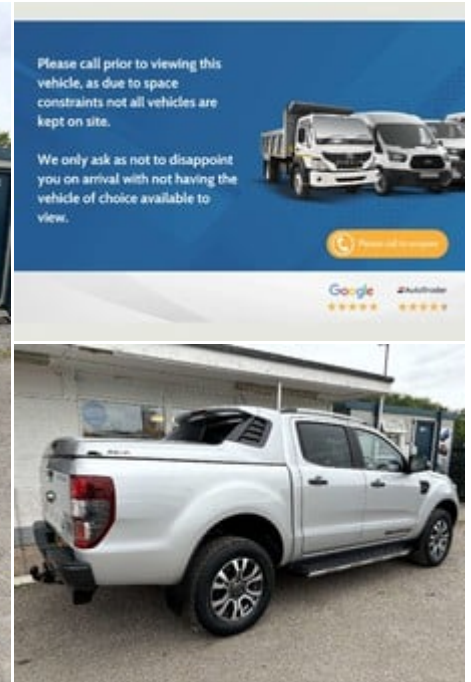 Please call prior to viewing this
vehicle, as due to space
constraints not all vehicles are
kept on site.
We only ask as not to disappoint
you on arrival with not having the
vehicle of choice available to
view.
Please call to enquire
Google
AutoTrader